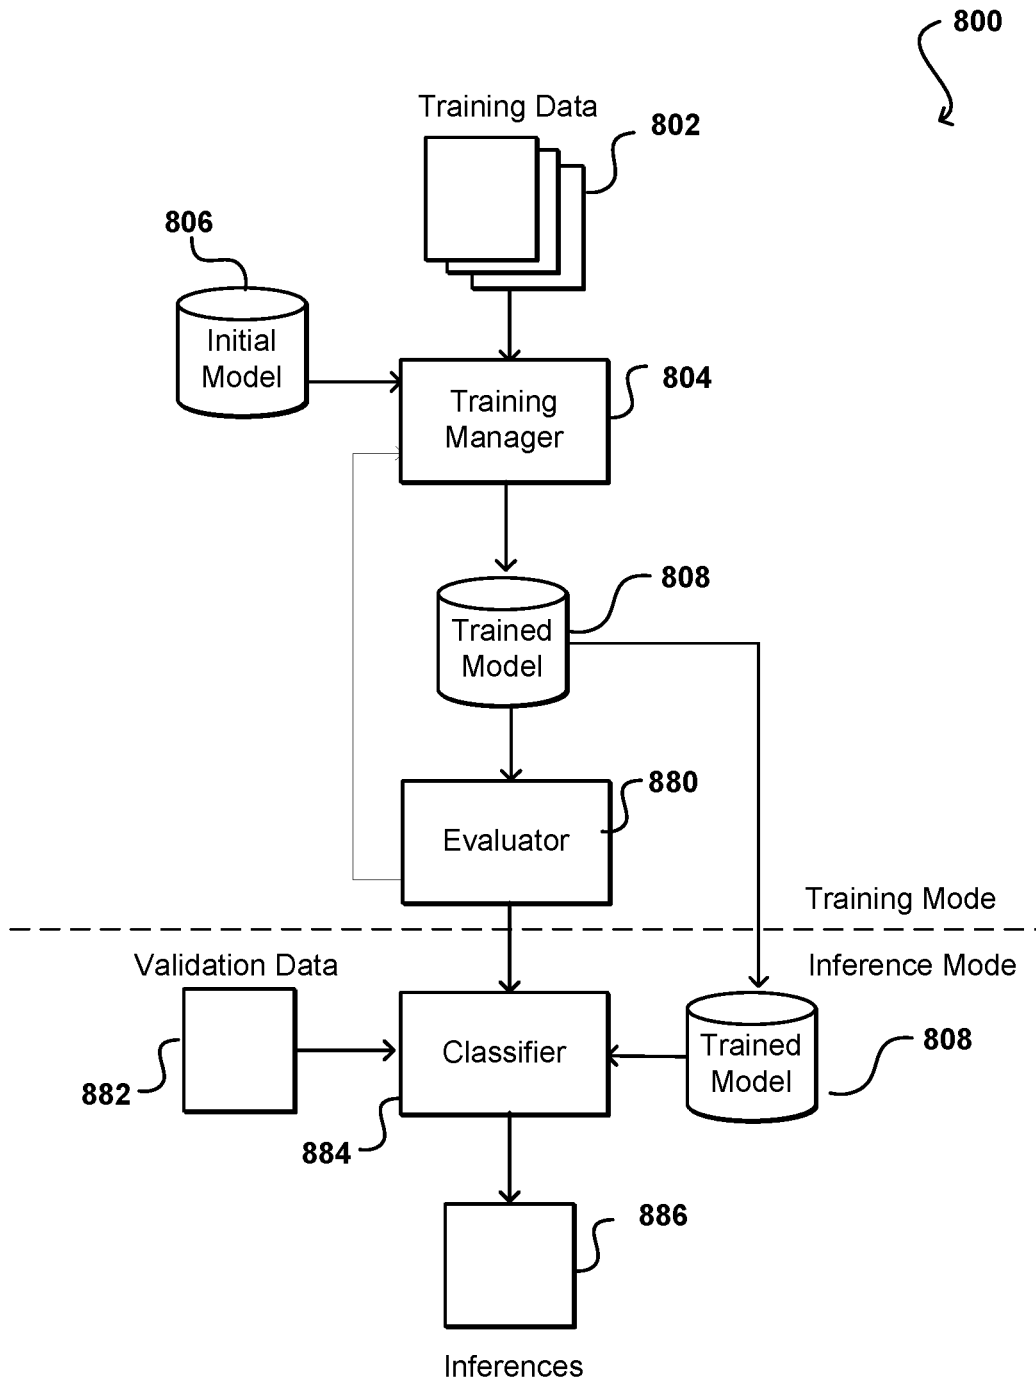 800
Training Data
802
806
Initial
Model
804
Training
Manager
808
Trained
Model
880
Evaluator
Training Mode
Validation Data
Inference Mode
882
Classifier
884
Trained
Model
808
886
Inferences